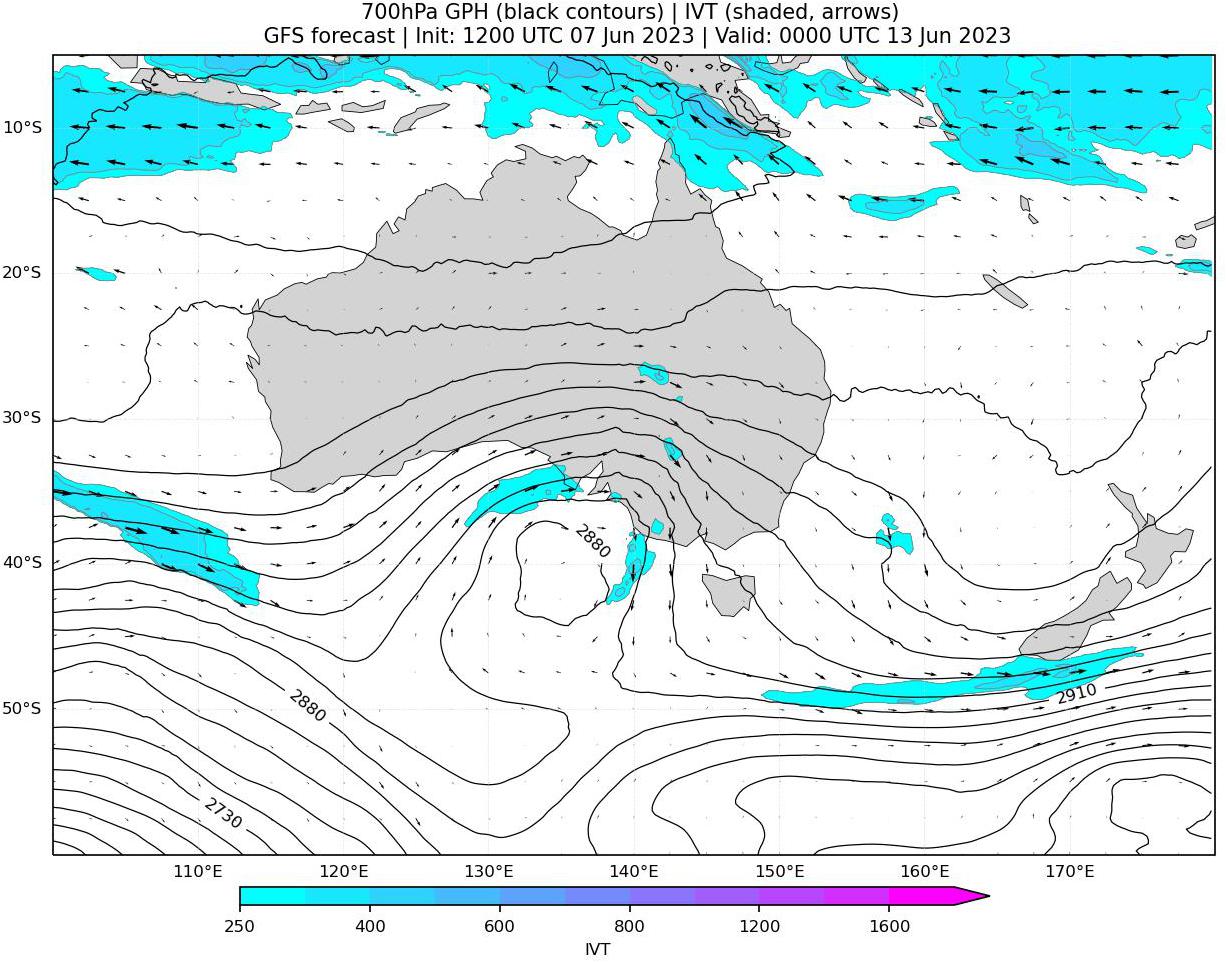 700hPa GPH (black contours) | IVT (shaded, arrows)
GFS forecast | Init: 1200 UTC 07 Jun 2023 | Valid: 0000 UTC 13 Jun 2023
10°S
20°S
30°S
2880
40°S
2880
2910
50°S
2730
110°E 120°E 130°E 140°E 150°E 160°E 170°E
250 400 600 800 1200 1600
IVT